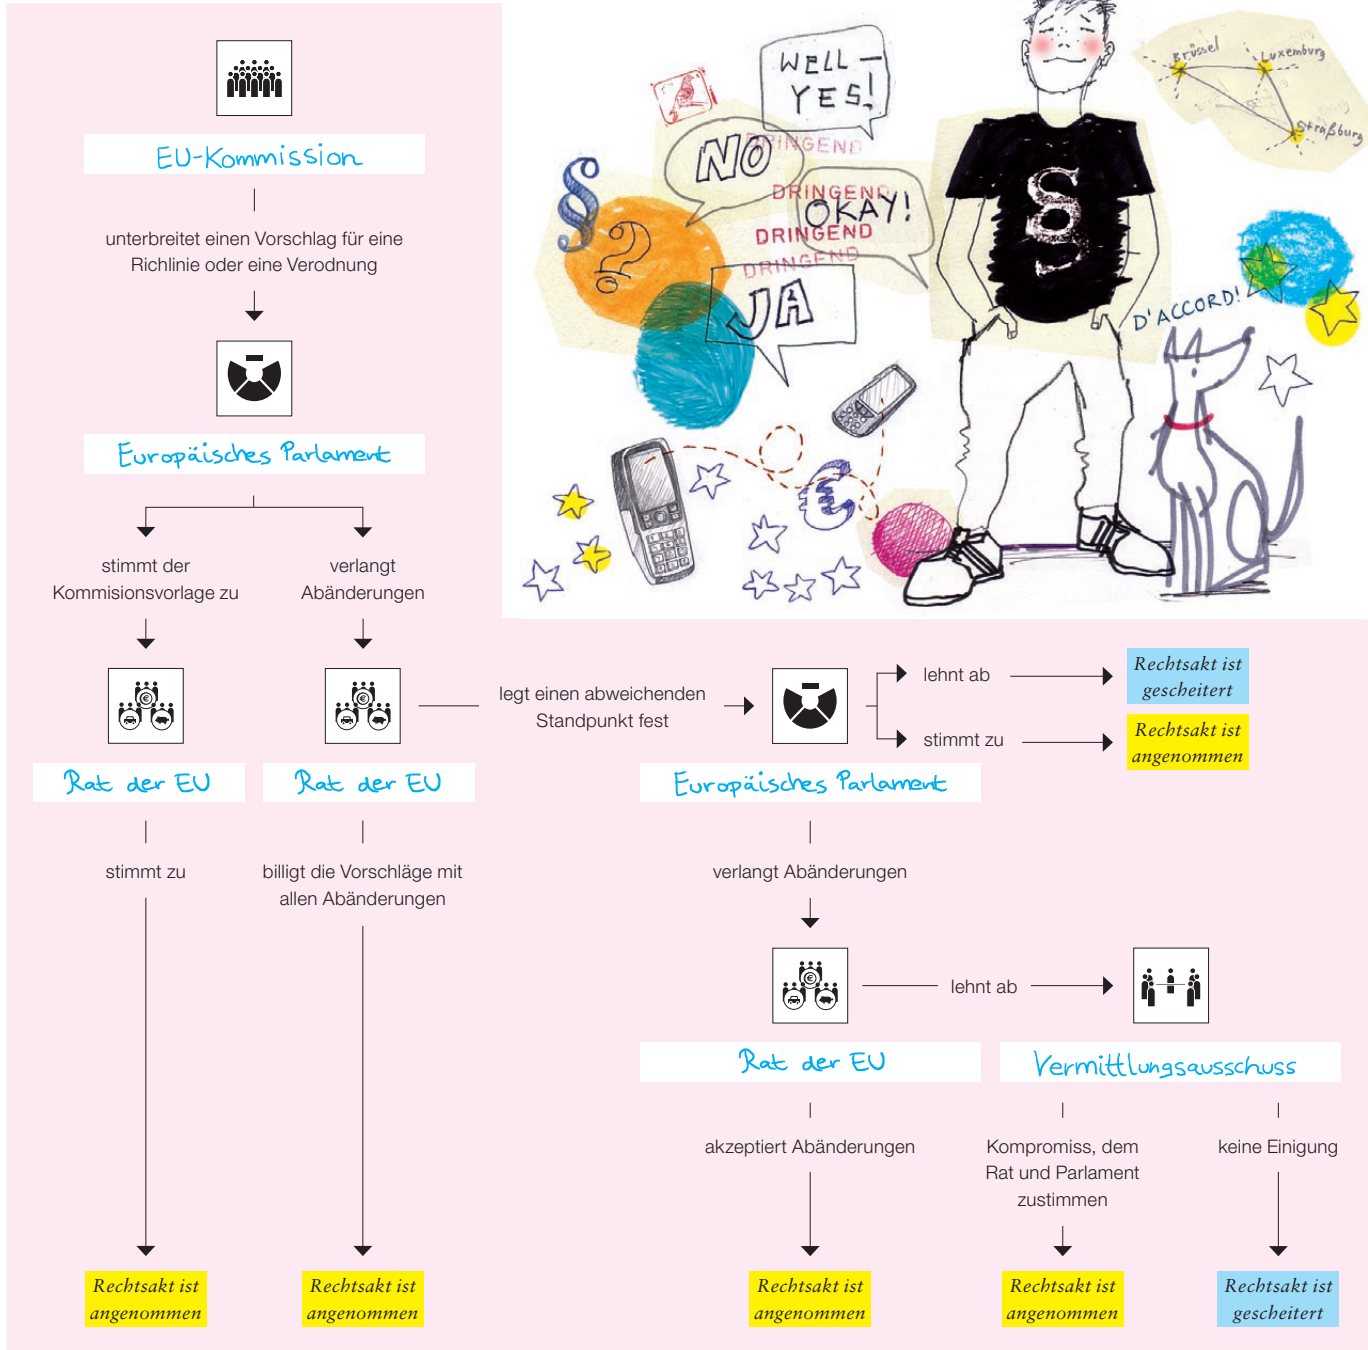 EU-Kommission
unterbreitet einen Vorschlag für eine
Richlinie oder eine Verodnung
Europäisches Parlament
stimmt der
Kommisionsvorlage zu
verlangt
Abänderungen
WELL –
YES!
NO
DRINGEND
DRINGEND
OKAY!
DRINGEND
DRINGEND
JA
§
?
§
€
Brüssel
Luxemburg
Straßburg
D'ACCORD!
Rat der EU
stimmt zu
Rechtsakt ist
angenommen
Rat der EU
billigt die Vorschläge mit
allen Abänderungen
Rechtsakt ist
angenommen
legt einen abweichenden
Standpunkt fest
Europäisches Parlament
lehnt ab
Rechtsakt ist
gescheitert
stimmt zu
Rechtsakt ist
angenommen
verlangt Abänderungen
Rat der EU
lehnt ab
Vermittlungsausschuss
akzeptiert Abänderungen
Rechtsakt ist
angenommen
Kompromiss, dem
Rat und Parlament
zustimmen
Rechtsakt ist
angenommen
keine Einigung
Rechtsakt ist
gescheitert